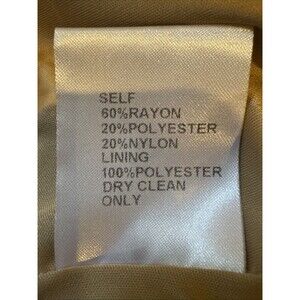 SELF
60%RAYON
20%POLYESTER
20%NYLON
LINING
100%POLYESTER
DRY CLEAN
ONLY